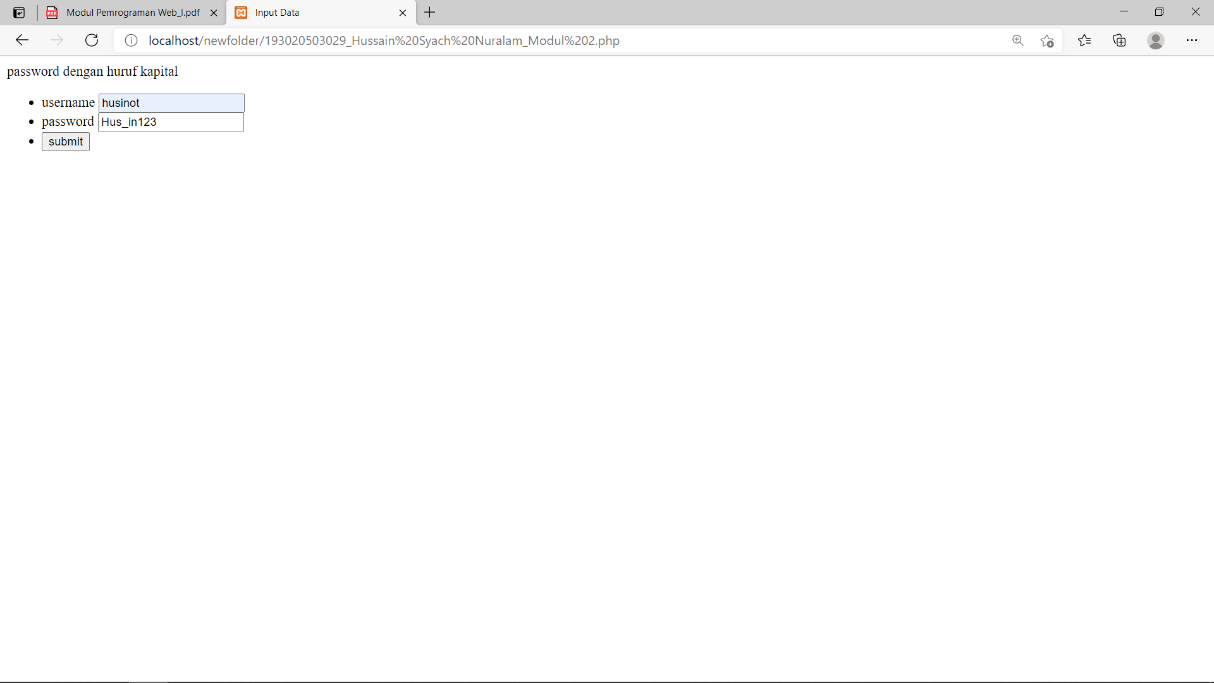 Modul Pemrograman Web_I.pdf
Input Data
localhost/newfolder/193020503029_Hussain%20Syach%20Nuralam_Modul%202.php
password dengan huruf kapital
username husinot
password Hus_in123
submit